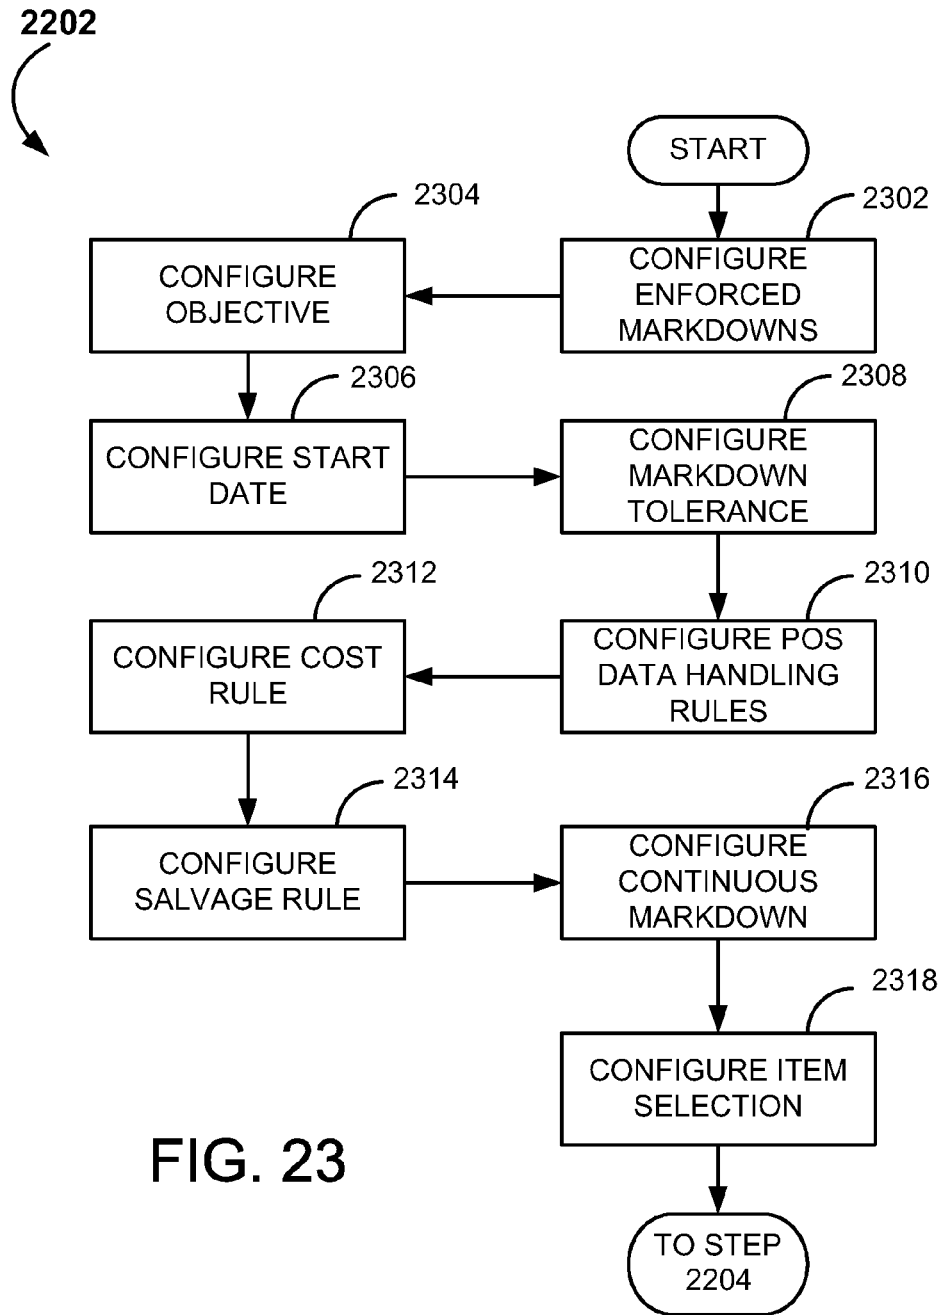 2202
START
2302
CONFIGURE
ENFORCED
MARKDOWNS
2304
CONFIGURE
OBJECTIVE
2306
CONFIGURE START
DATE
2308
CONFIGURE
MARKDOWN
TOLERANCE
2310
CONFIGURE POS
DATA HANDLING
RULES
2312
CONFIGURE COST
RULE
2314
CONFIGURE
SALVAGE RULE
2316
CONFIGURE
CONTINUOUS
MARKDOWN
2318
CONFIGURE ITEM
SELECTION
TO STEP
2204
FIG. 23